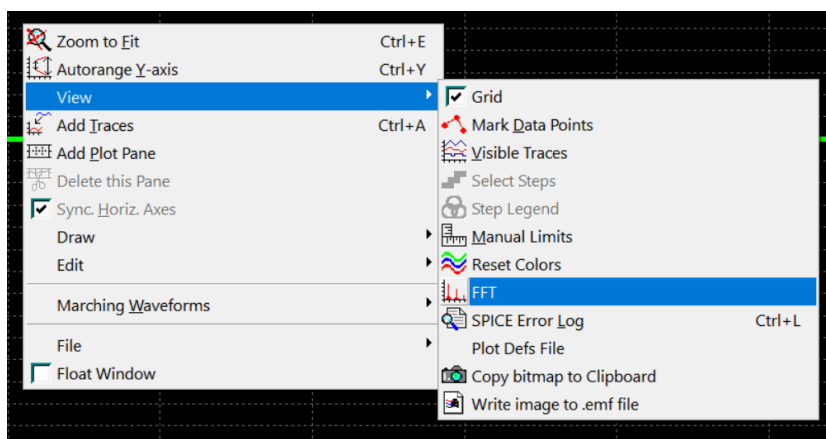 Zoom to Fit Ctrl+E
Autorange Y-axis Ctrl+Y
View
Add Traces Ctrl+A
Add Plot Pane
Delete this Pane
Sync. Horiz. Axes
Draw
Edit
Marching Waveforms
File
Float Window
Grid
Mark Data Points
Visible Traces
Select Steps
Step Legend
Manual Limits
Reset Colors
FFT
SPICE Error Log Ctrl+L
Plot Defs File
Copy bitmap to Clipboard
Write image to .emf file